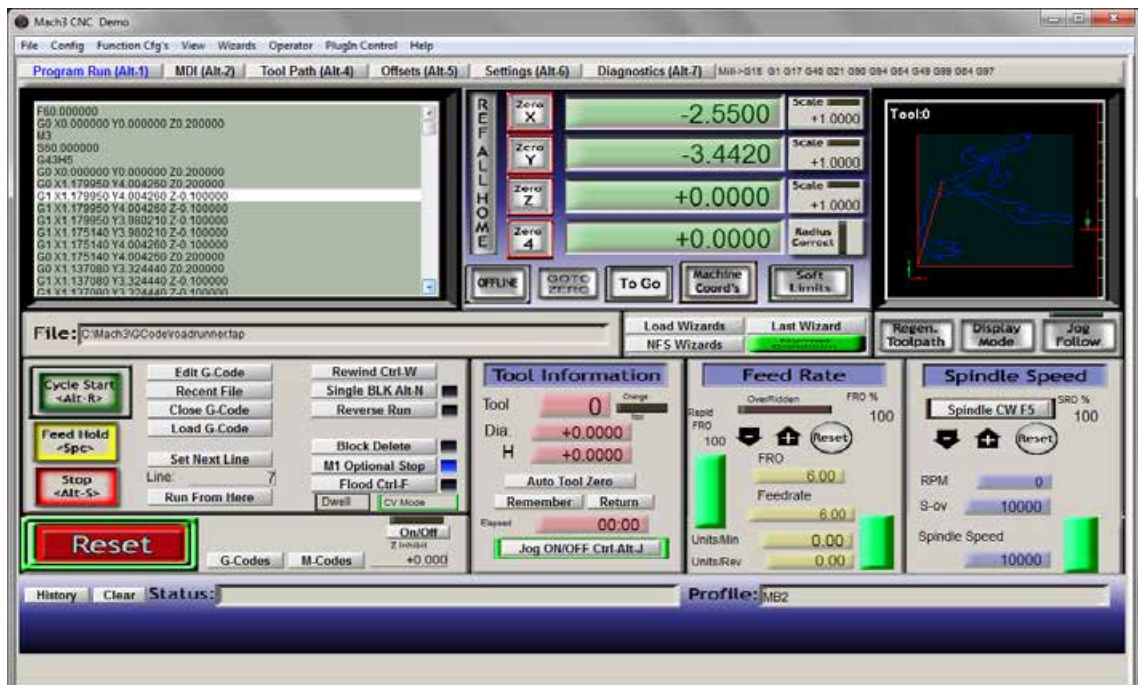 Mach3 CNC Demo
File Config Function Cfg's View Wizards Operator PlugIn Control Help
Program Run (Alt-1) MDI (Alt-2) Tool Path (Alt-4) Offsets (Alt-5) Settings (Alt-6) Diagnostics (Alt-7)
F60.000000
G0 X0.000000 Y0.000000 Z0.200000
M3
S60.000000
G43H5
G0 X0.000000 Y0.000000 Z0.200000
G0 X1.179950 Y4.004260 Z0.200000
G1 X1.179950 Y4.004260 Z-0.100000
G1 X1.179950 Y4.004260 Z-0.100000
G1 X1.179950 Y3.980210 Z-0.100000
G1 X1.175140 Y3.980210 Z-0.100000
G1 X1.175140 Y4.004260 Z-0.100000
G0 X1.175140 Y4.004260 Z0.200000
G0 X1.137080 Y3.324440 Z0.200000
G1 X1.137080 Y3.324440 Z-0.100000
G1 X1.137080 Y3.324440 Z-0.100000
REF ALL HOME
Zero X -2.5500 Scale +1.0000
Zero Y -3.4420 Scale +1.0000
Zero Z +0.0000 Scale +1.0000
Zero 4 +0.0000 Radius Correct
OFFLINE GOTO ZERO To Go Machine Coord's Soft Limits
Tool:0
File: C:\Mach3\GCode\roadrunner.tap
Load Wizards Last Wizard
NFS Wizards
Regen. Toolpath Display Mode Jog Follow
Cycle Start <Alt-R>
Feed Hold <Spc>
Stop <Alt-S>
Edit G-Code
Recent File
Close G-Code
Load G-Code
Set Next Line
Line: 7
Run From Here
Rewind Ctrl-W
Single BLK Alt-N
Reverse Run
Block Delete
M1 Optional Stop
Flood Ctrl-F
Dwell CV Mode
Reset
G-Codes M-Codes
On/Off
Z Inhibit
+0.000
Tool Information
Tool 0 Change Tool
Dia. +0.0000
H +0.0000
Auto Tool Zero
Remember Return
Elapsed 00:00
Jog ON/OFF Ctrl-Alt-J
Feed Rate
OverRidden FRO %
100
Rapid FRO
100
Reset
FRO
6.00
Feedrate
6.00
Units/Min 0.00
Units/Rev 0.00
Spindle Speed
Spindle CW F5
SRO %
100
Reset
RPM 0
S-ov 10000
Spindle Speed
10000
History Clear Status:
Profile: MB2